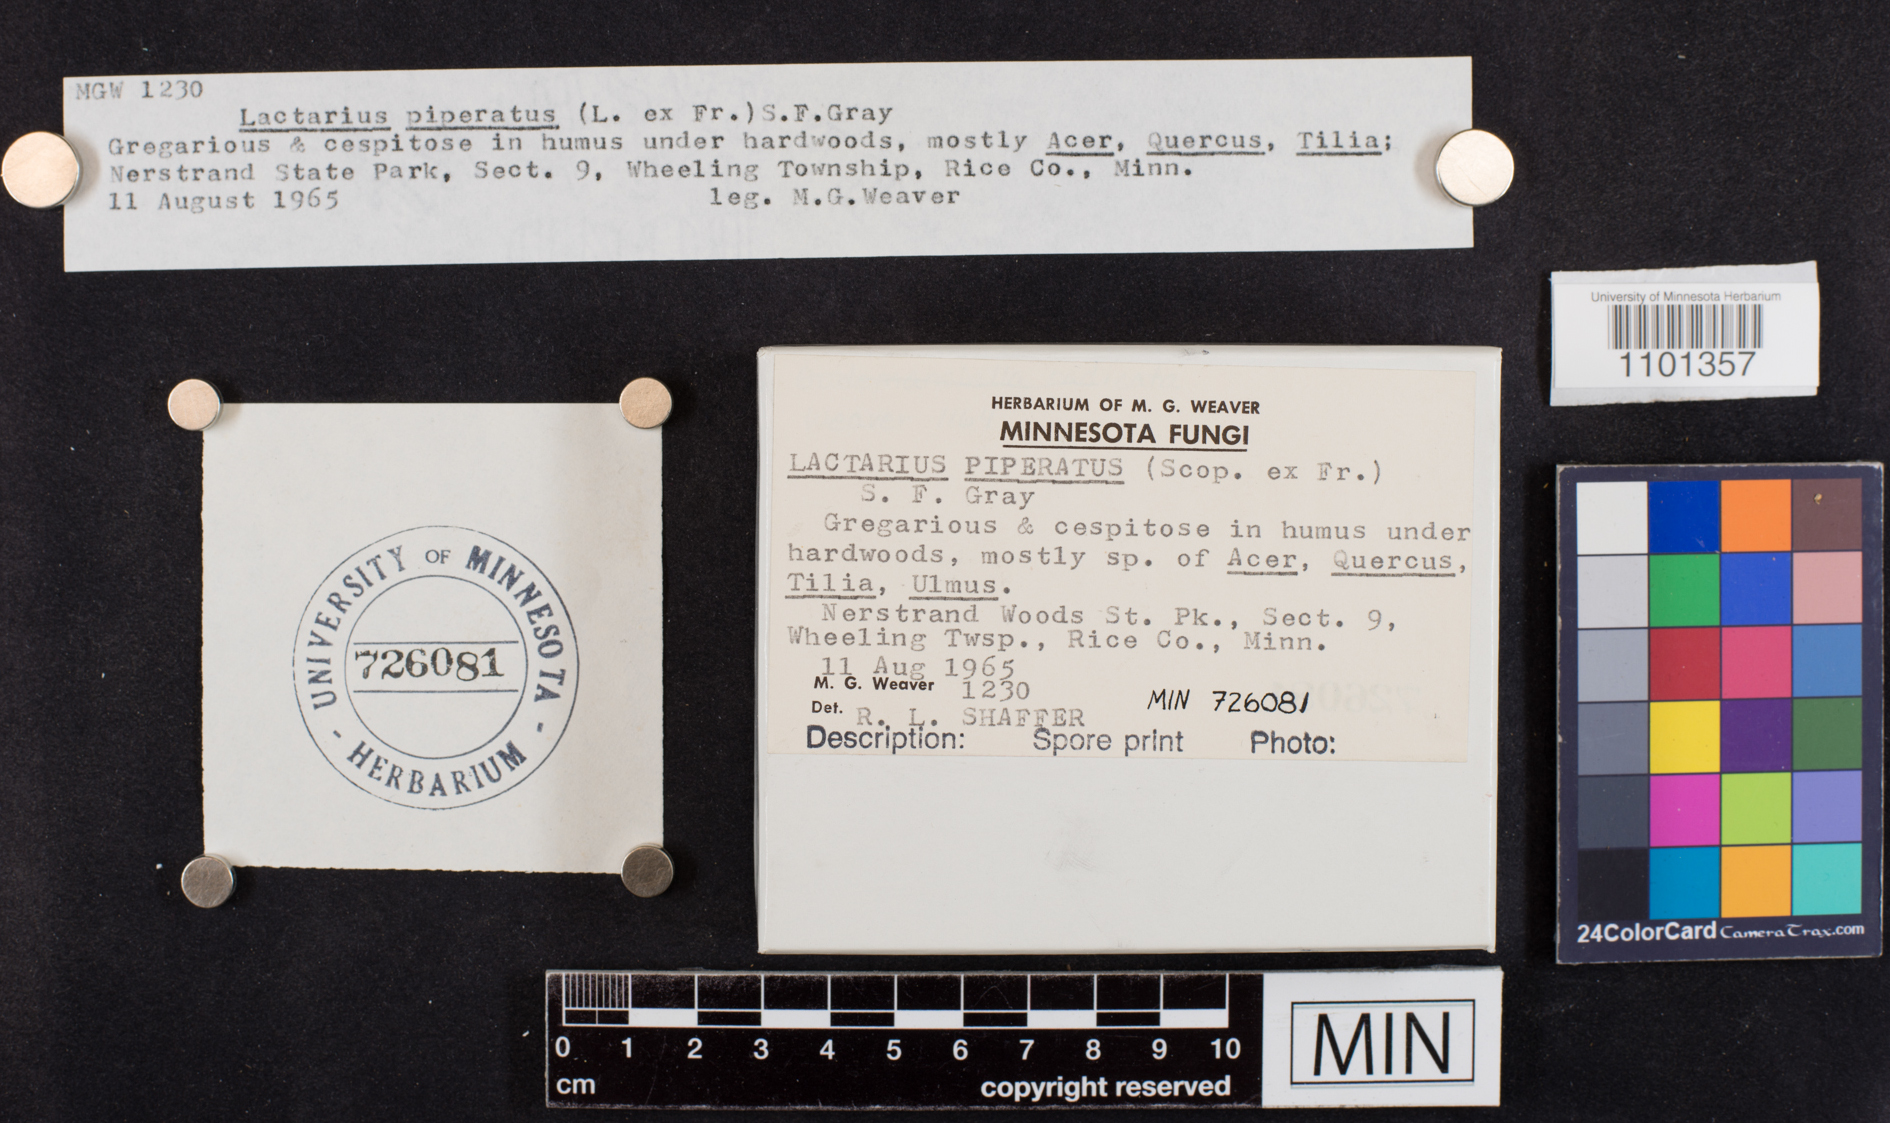 MGW 1230
Lactarius piperatus (L. ex Fr.)S.F.Gray
Gregarious & cespitose in humus under hardwoods, mostly Acer, Quercus, Tilia;
Nerstrand State Park, Sect. 9, Wheeling Township, Rice Co., Minn.
11 August 1965 leg. M.G.Weaver
University of Minnesota Herbarium
1101357
UNIVERSITY OF MINNESOTA
726081
- HERBARIUM -
HERBARIUM OF M. G. WEAVER
MINNESOTA FUNGI
LACTARIUS PIPERATUS (Scop. ex Fr.)
S. F. Gray
Gregarious & cespitose in humus under
hardwoods, mostly sp. of Acer, Quercus,
Tilia, Ulmus.
Nerstrand Woods St. Pk., Sect. 9,
Wheeling Twsp., Rice Co., Minn.
11 Aug 1965
M. G. Weaver 1230
MIN 726081
Det. R. L. SHAFFER
Description: Spore print Photo:
24ColorCard CameraTrax.com
0 1 2 3 4 5 6 7 8 9 10
cm copyright reserved
MIN